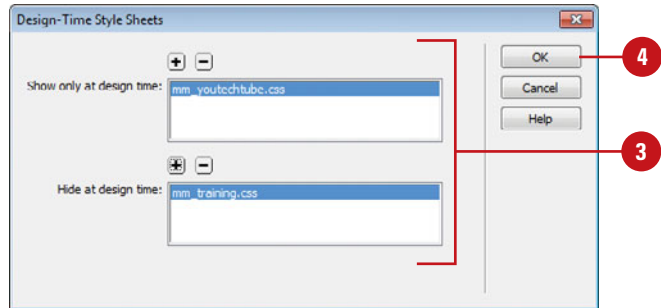 Design-Time Style Sheets
OK
4
Show only at design time:
mm_youtechtube.css
Cancel
Help
3
Hide at design time:
mm_training.css